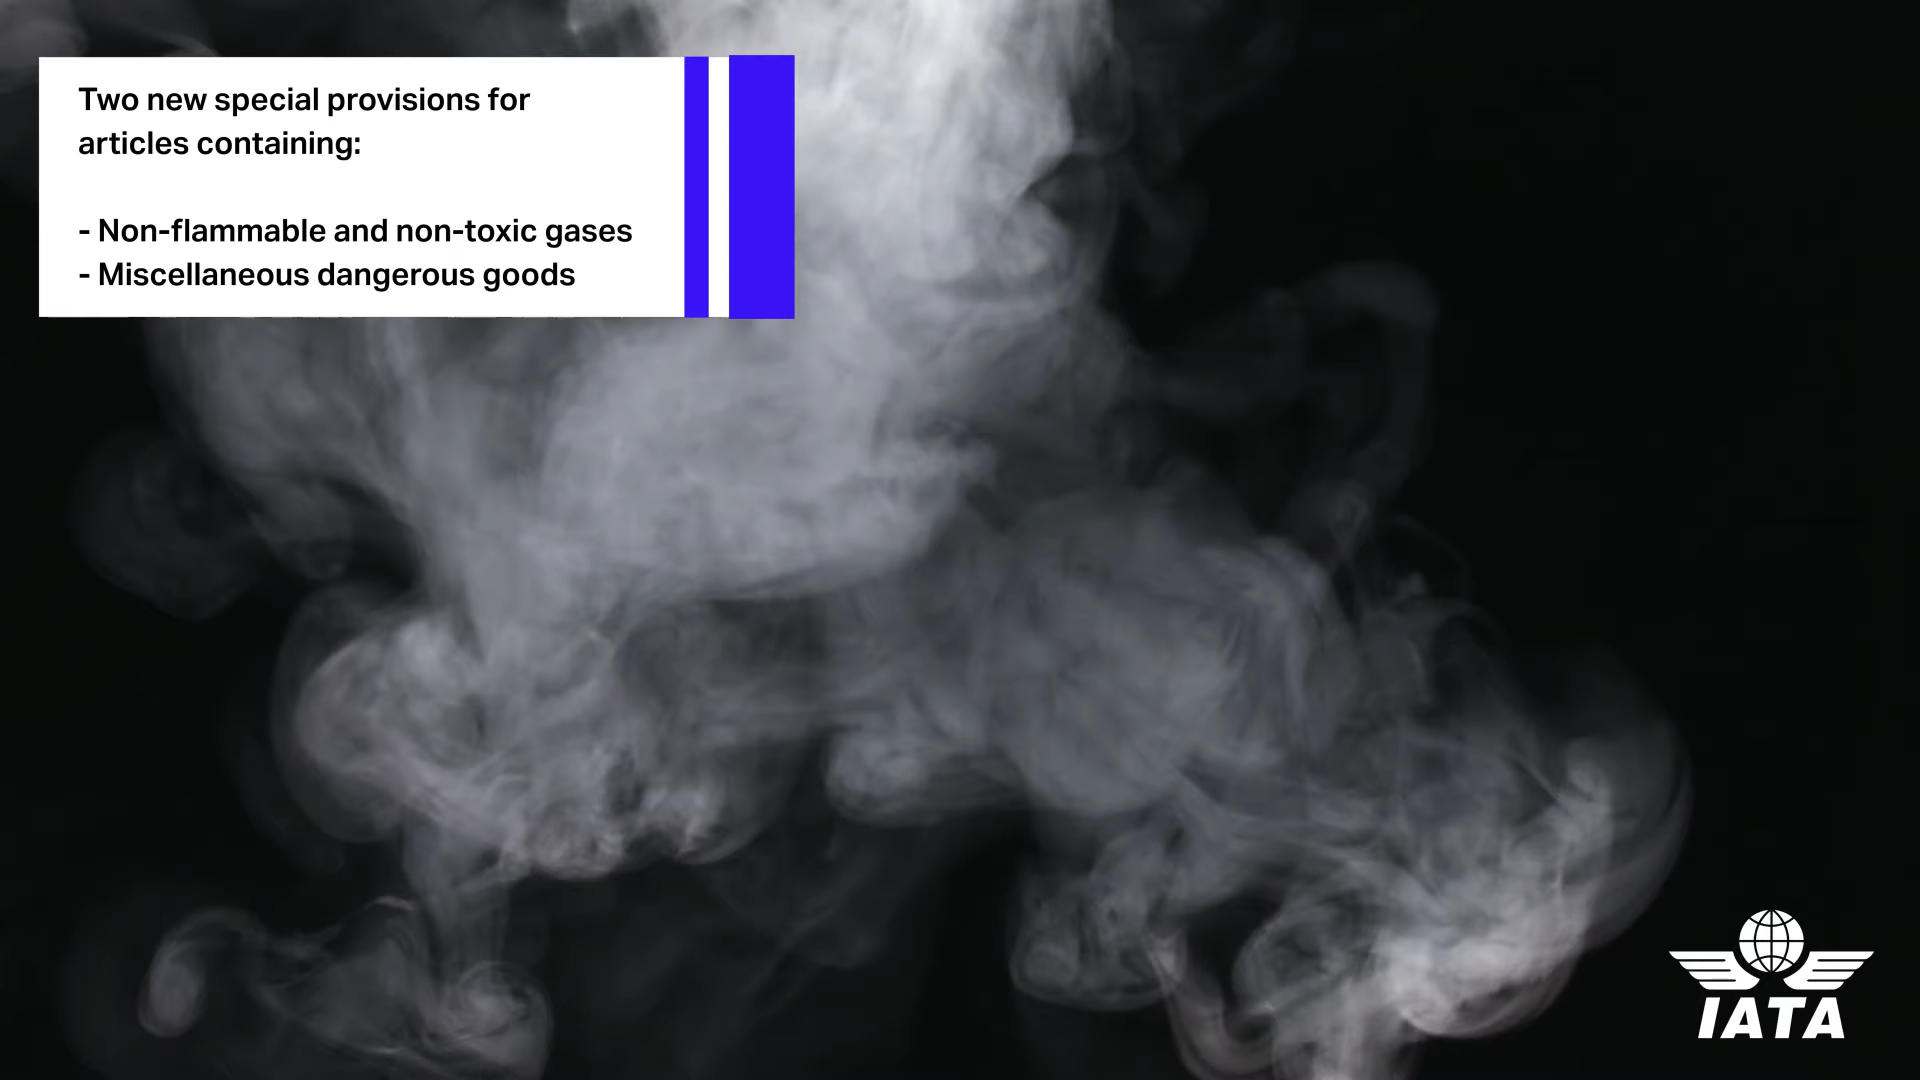 Two new special provisions for
articles containing:
- Non-flammable and non-toxic gases
- Miscellaneous dangerous goods
IATA